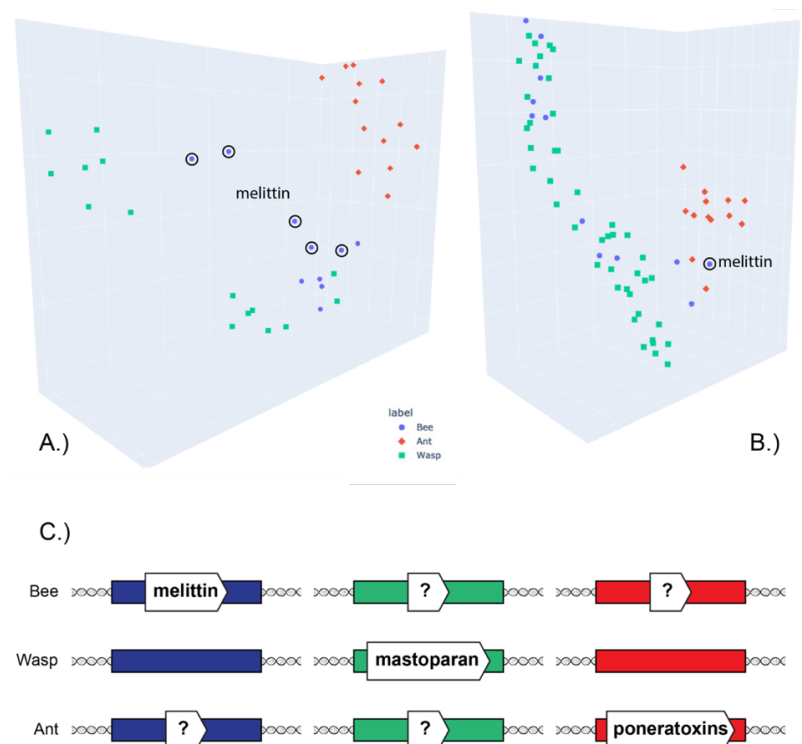 melittin
melittin
label
Bee
Ant
Wasp
A.)
B.)
C.)
Bee melittin ? ?
Wasp mastoparan
Ant ? ? poneratoxins